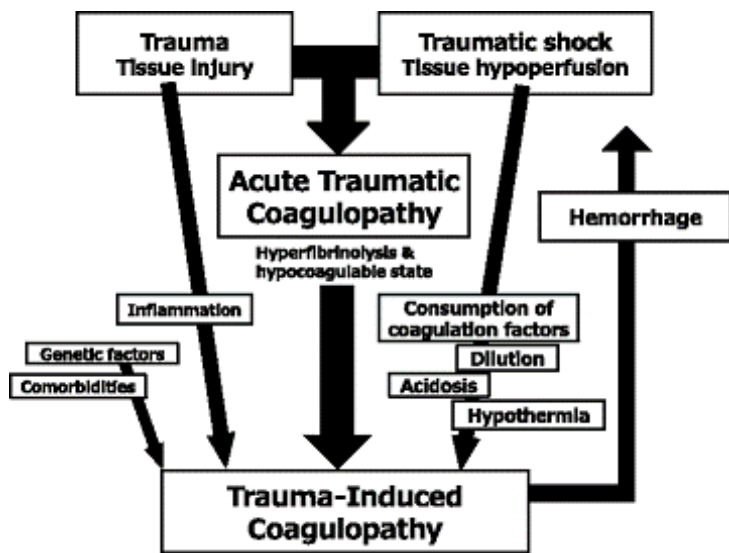 Trauma
Tissue injury
Traumatic shock
Tissue hypoperfusion
Acute Traumatic
Coagulopathy
Hyperfibrinolysis &
hypocoagulable state
Hemorrhage
Inflammation
Consumption of
coagulation factors
Genetic factors
Dilution
Comorbidities
Acidosis
Hypothermia
Trauma-Induced
Coagulopathy